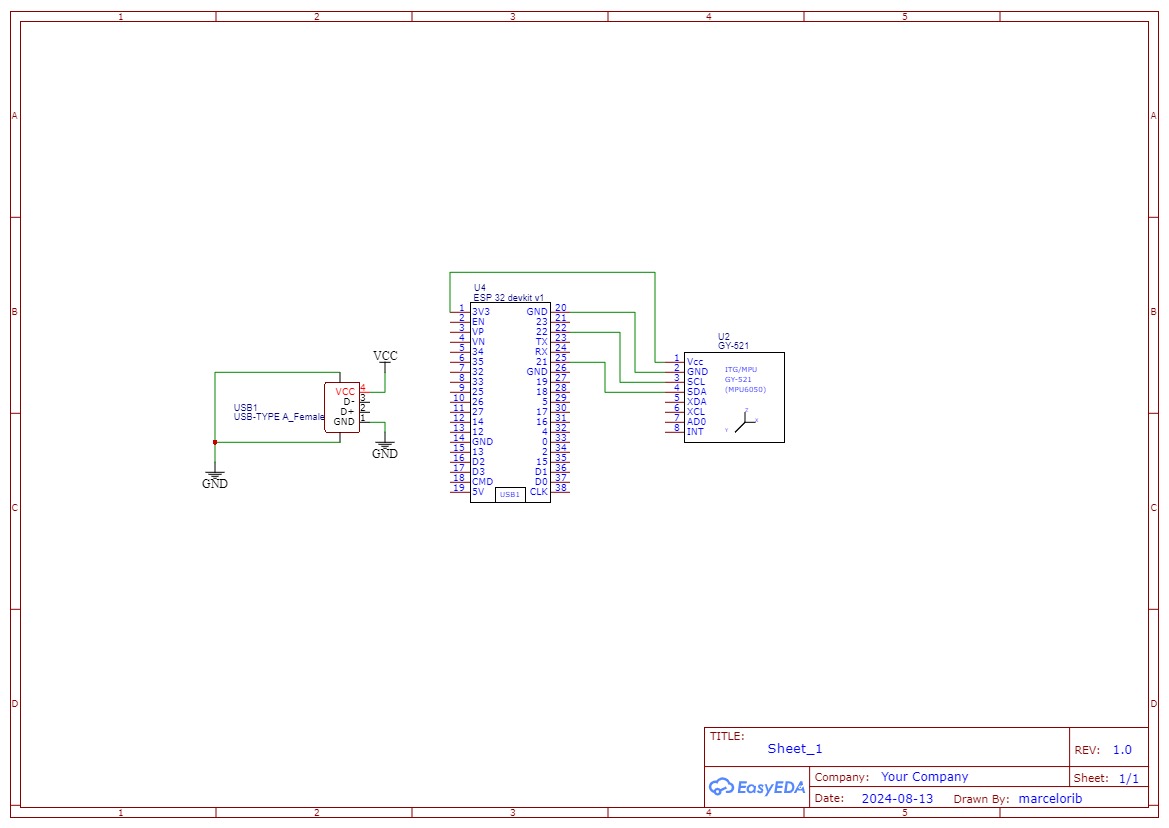 1 2 3 4 5
A A
B B
C C
D D
U4
ESP 32 devkit v1
1 3V3 GND 20
2 EN 23 21
3 VP 22 22
4 VN TX 23
5 34 RX 24
6 35 21 25
7 32 GND 26
8 33 19 27
9 25 18 28
10 26 5 29
11 27 17 30
12 14 16 31
13 12 4 32
14 GND 0 33
15 13 2 34
16 D2 15 35
17 D3 D1 36
18 CMD D0 37
19 5V CLK 38
USB1
U2
GY-521
1 Vcc
2 GND
3 SCL
4 SDA
5 XDA
6 XCL
7 AD0
8 INT
ITG/MPU
GY-521
(MPU6050)
Z
X
Y
VCC
VCC 4
D- 3
D+ 2
GND 1
USB1
USB-TYPE A_Female
GND
GND
TITLE:
Sheet_1
REV: 1.0
EasyEDA
Company: Your Company
Sheet: 1/1
Date: 2024-08-13 Drawn By: marcelorib
1 2 3 4 5